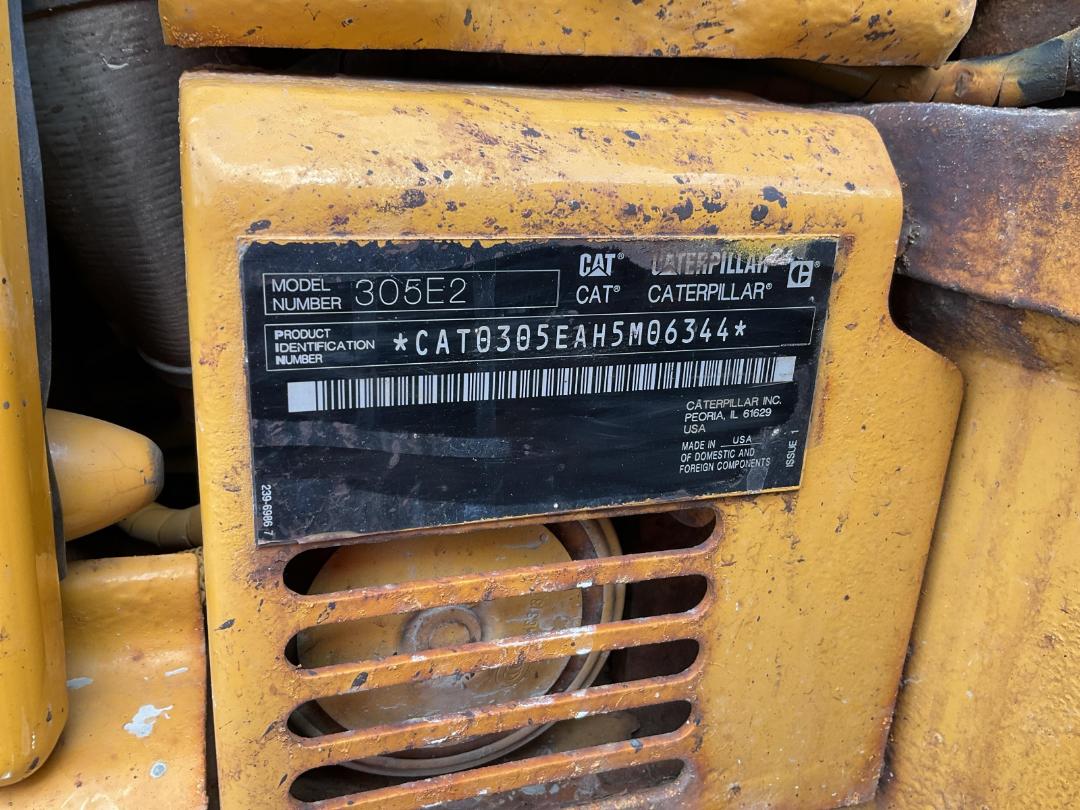 MODEL NUMBER 305E2
CAT® CATERPILLAR®
CAT® CATERPILLAR®
PRODUCT IDENTIFICATION NUMBER *CAT0305EAH5M06344*
CATERPILLAR INC.
PEORIA, IL 61629
USA
MADE IN USA
OF DOMESTIC AND
FOREIGN COMPONENTS
ISSUE 1
239-6986 7